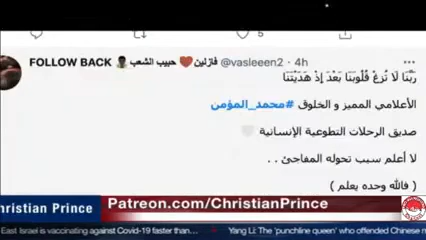 5
FOLLOW BACK فازلين حبيب الشعب @vasleeen2 · 4h
رَبَّنَا لَا تُزِغْ قُلُوبَنَا بَعْدَ إِذْ هَدَيْتَنَا
الأعلامي المميز و الخلوق #محمد_المؤمن
صديق الرحلات التطوعية الإنسانية
لا أعلم سبب تحوله المفاجئ . .
( فالله وحده يعلم )
Christian Prince Patreon.com/ChristianPrince
East Israel is vaccinating against Covid-19 faster than... Yang Li: The 'punchline queen' who offended Chinese